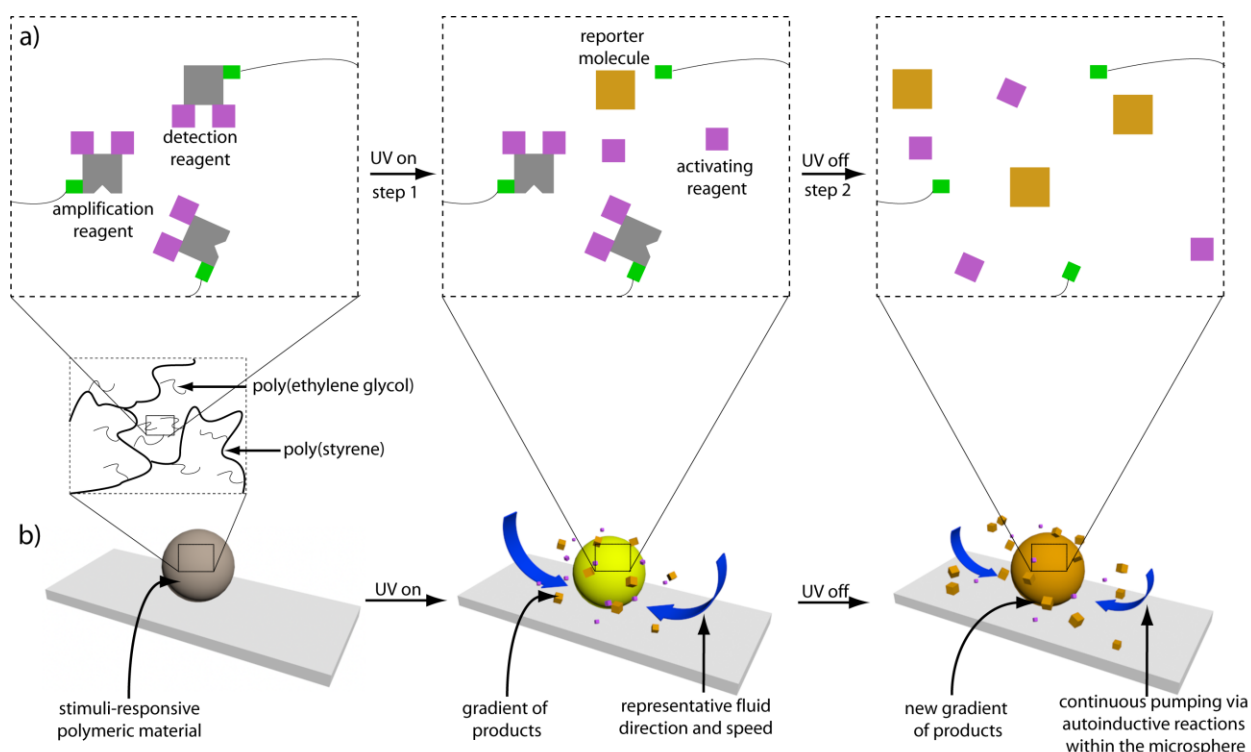 a)
reporter
molecule
detection
reagent
UV on
step 1
activating
reagent
UV off
step 2
amplification
reagent
poly(ethylene glycol)
poly(styrene)
b)
UV on
UV off
stimuli-responsive
polymeric material
gradient of
products
representative fluid
direction and speed
new gradient
of products
continuous pumping via
autoinductive reactions
within the microsphere